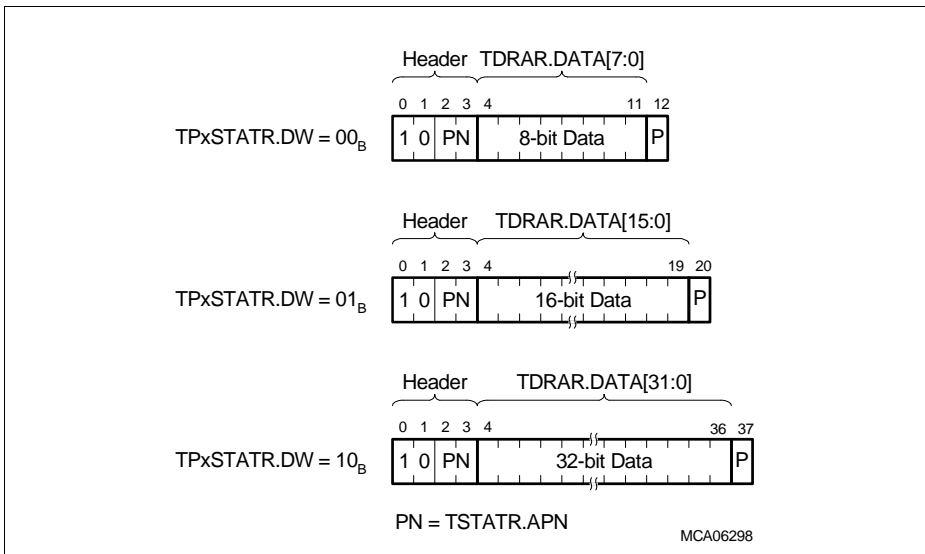 Header TDRAR.DATA[7:0]
0 1 2 3 4 11 12
TPxSTATR.DW = 00B 1 0 PN 8-bit Data P
Header TDRAR.DATA[15:0]
0 1 2 3 4 19 20
TPxSTATR.DW = 01B 1 0 PN 16-bit Data P
Header TDRAR.DATA[31:0]
0 1 2 3 4 36 37
TPxSTATR.DW = 10B 1 0 PN 32-bit Data P
PN = TSTATR.APN
MCA06298